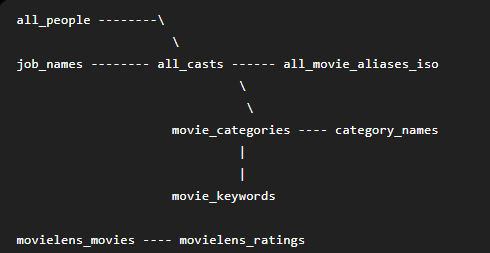 all_people --------\
\
job_names -------- all_casts ------ all_movie_aliases_iso
\
\
movie_categories ---- category_names
|
|
movie_keywords
movielens_movies ---- movielens_ratings